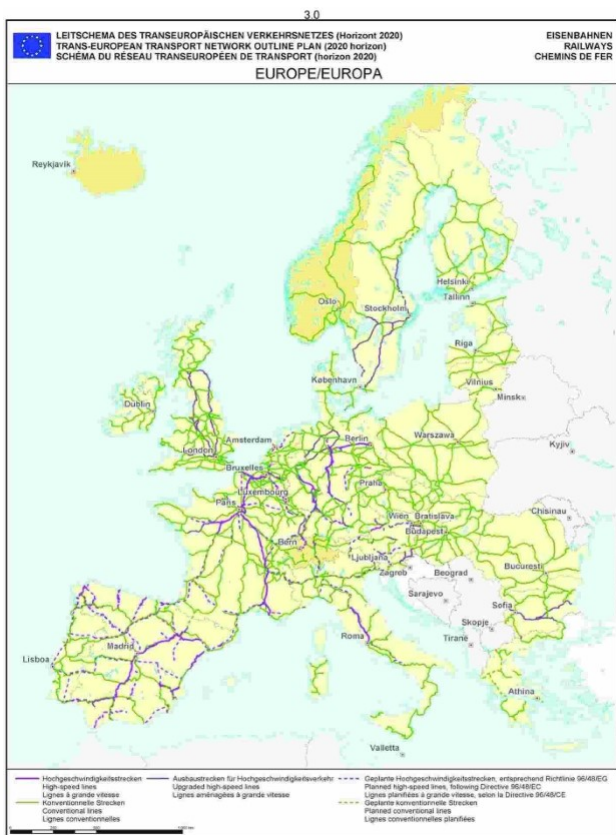 3.0
LEITSCHEMA DES TRANSEUROPÄISCHEN VERKEHRSNETZES (Horizont 2020)
TRANS-EUROPEAN TRANSPORT NETWORK OUTLINE PLAN (2020 horizon)
SCHÉMA DU RÉSEAU TRANSEUROPÉEN DE TRANSPORT (horizon 2020)
EISENBAHNEN
RAILWAYS
CHEMINS DE FER
EUROPE/EUROPA
Reykjavík
Helsinki
Oslo
Stockholm
Tallinn
Riga
København
Vilnius
Minsk
Dublin
Amsterdam
Berlin
Warszawa
London
Bruxelles
Kyjiv
Luxembourg
Praha
Paris
Wien
Bratislava
Chisinau
Budapest
Bern
Ljubljana
Zagreb
Bucuresti
Beograd
Sarajevo
Sofia
Skopje
Madrid
Roma
Tirane
Lisboa
Athina
Valletta
Hochgeschwindigkeitsstrecken
High-speed lines
Lignes à grande vitesse
Konventionelle Strecken
Conventional lines
Lignes conventionnelles
Ausbaustrecken für Hochgeschwindigkeitsverkehr
Upgraded high-speed lines
Lignes aménagées à grande vitesse
Geplante Hochgeschwindigkeitsstrecken, entsprechend Richtlinie 96/48/EG
Planned high-speed lines, following Directive 96/48/EC
Lignes planifiées à grande vitesse, selon la Directive 96/48/CE
Geplante konventionelle Strecken
Planned conventional lines
Lignes conventionnelles planifiées